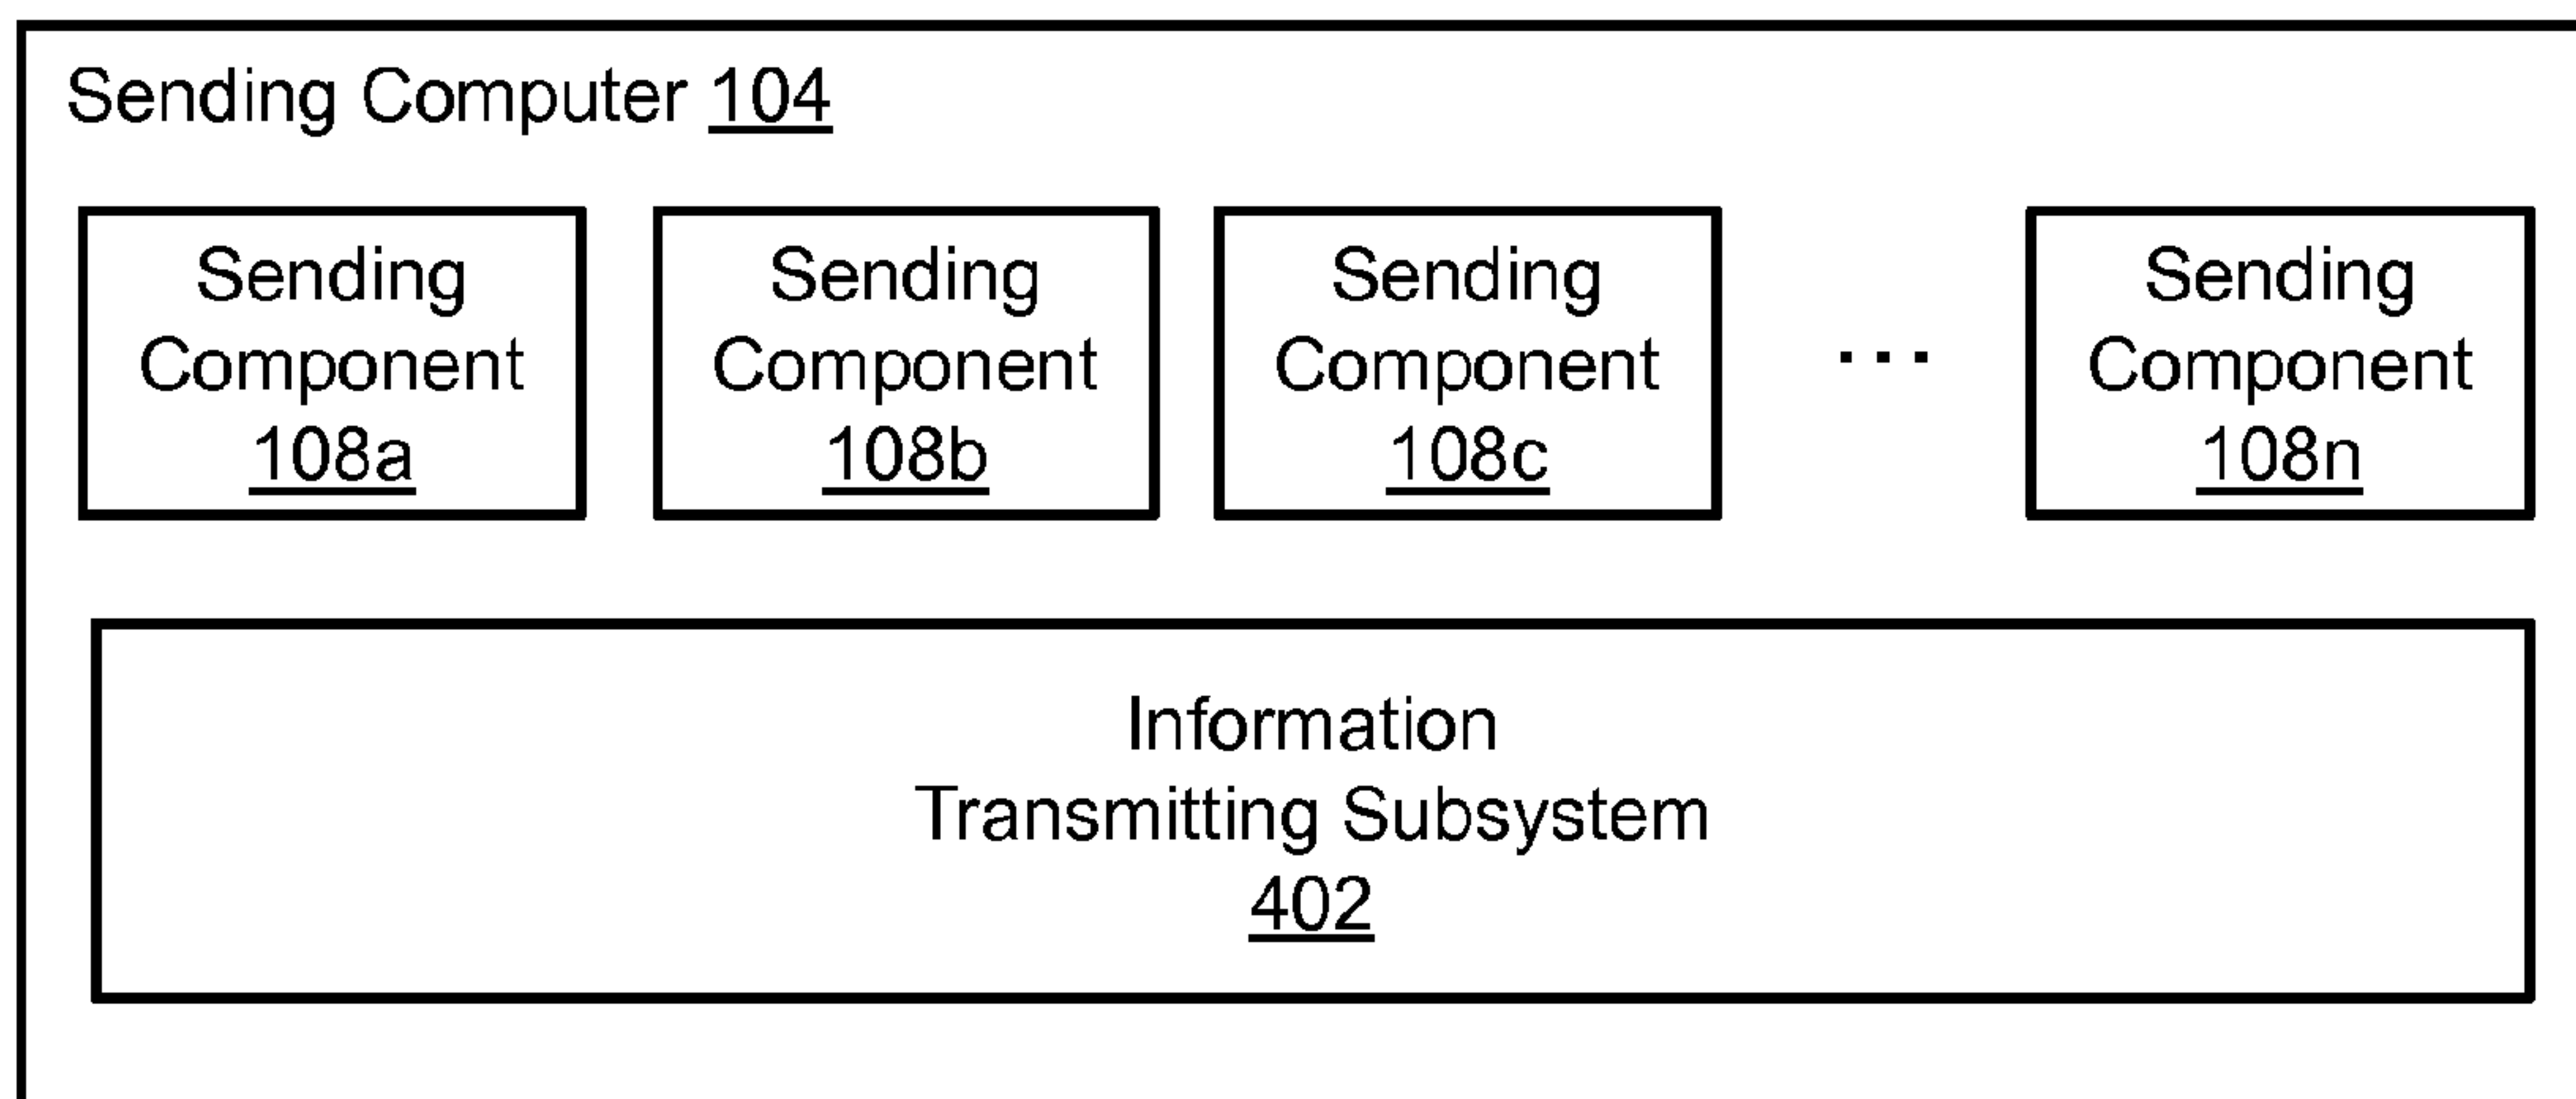 Sending Computer 104
Sending
Component
108a
Sending
Component
108b
Sending
Component
108c
...
Sending
Component
108n
Information
Transmitting Subsystem
402